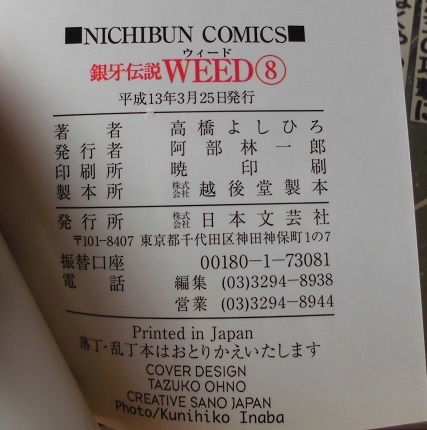 ■NICHIBUN COMICS■
ウィード
銀牙伝説WEED⑧
平成13年3月25日発行
著者 高橋よしひろ
発行者 阿部林一郎
印刷所 暁印刷
製本所 株式会社 越後堂製本
発行所 株式会社 日本文芸社
〒101-8407 東京都千代田区神田神保町1の7
振替口座 00180-1-73081
電話 編集 (03)3294-8938
営業 (03)3294-8944
Printed in Japan
落丁・乱丁本はおとりかえいたします
COVER DESIGN
TAZUKO OHNO
CREATIVE SANO JAPAN
Photo/Kunihiko Inaba